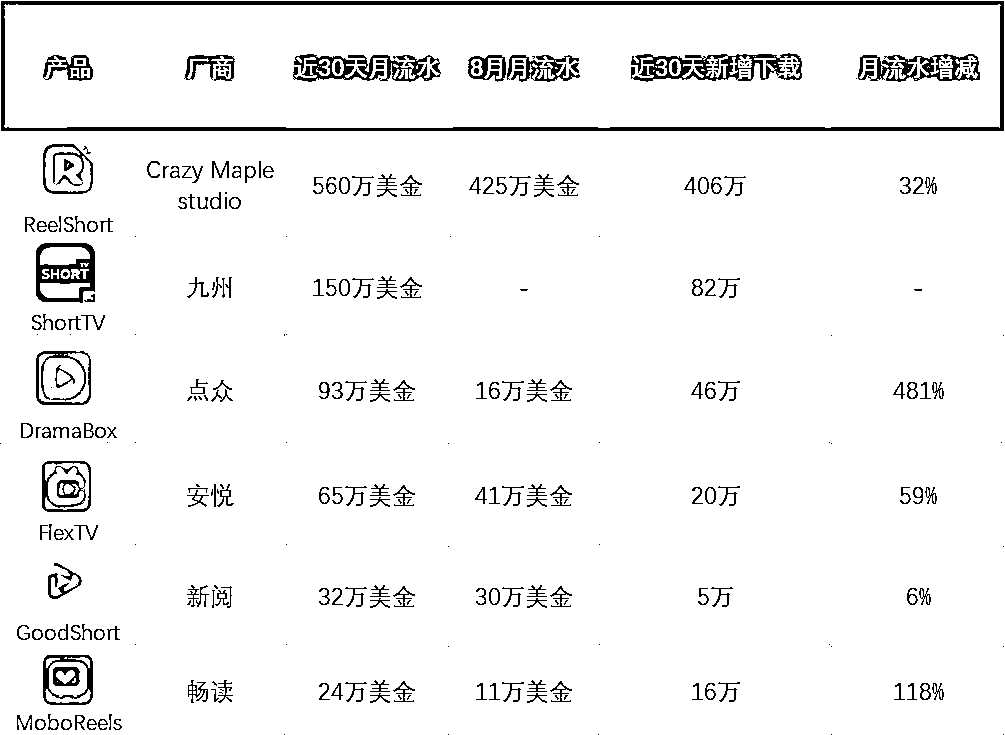 产品 厂商 近30天月流水 8月月流水 近30天新增下载 月流水增减
ReelShort Crazy Maple studio 560万美金 425万美金 406万 32%
SHORT TV
ShortTV 九州 150万美金 - 82万 -
DramaBox 点众 93万美金 16万美金 46万 481%
FlexTV 安悦 65万美金 41万美金 20万 59%
GoodShort 新阅 32万美金 30万美金 5万 6%
MoboReels 畅读 24万美金 11万美金 16万 118%